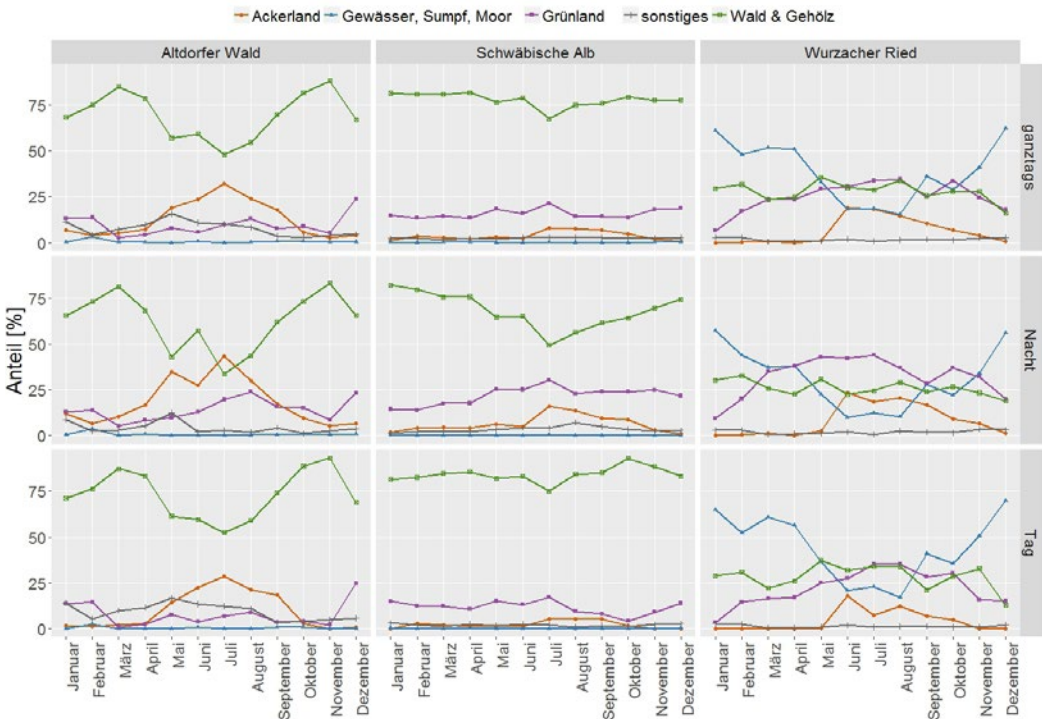 Ackerland Gewässer, Sumpf, Moor Grünland sonstiges Wald & Gehölz
Altdorfer Wald Schwäbische Alb Wurzacher Ried
75
50
25
0
ganztags
75
50
25
0
Nacht
Anteil [%]
75
50
25
0
Tag
Januar Februar März April Mai Juni Juli August September Oktober November Dezember
Januar Februar März April Mai Juni Juli August September Oktober November Dezember
Januar Februar März April Mai Juni Juli August September Oktober November Dezember